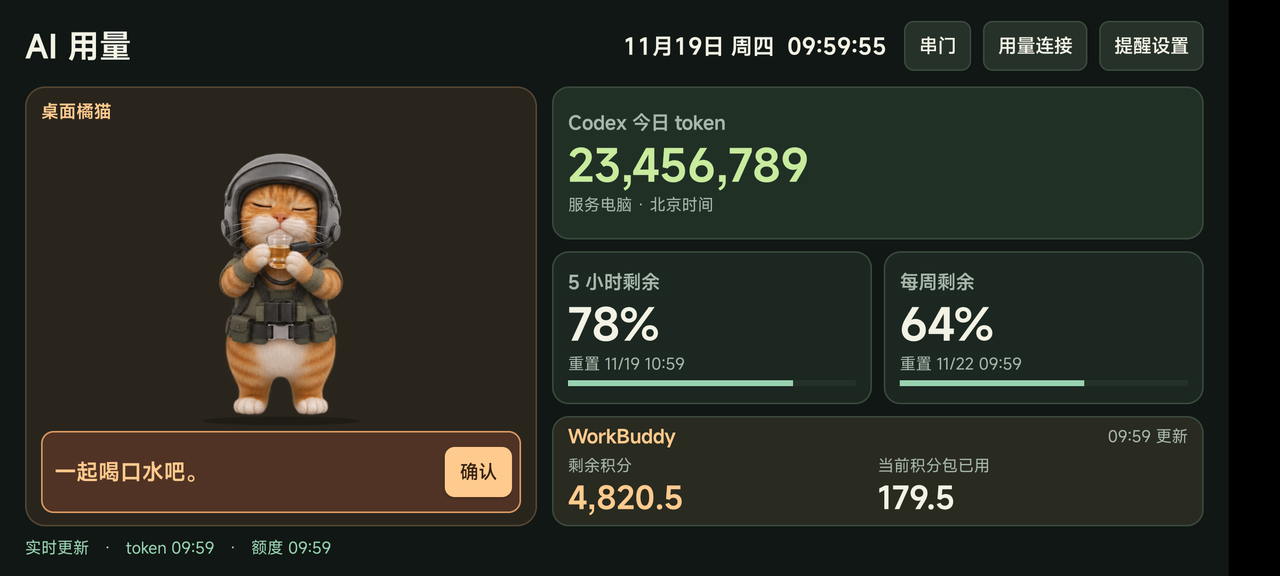 AI 用量
11月19日 周四 09:59:55
串门
用量连接
提醒设置
桌面橘猫
一起喝口水吧。
确认
Codex 今日 token
23,456,789
服务电脑 · 北京时间
5 小时剩余
78%
重置 11/19 10:59
每周剩余
64%
重置 11/22 09:59
WorkBuddy
09:59 更新
剩余积分
4,820.5
当前积分包已用
179.5
实时更新 · token 09:59 · 额度 09:59